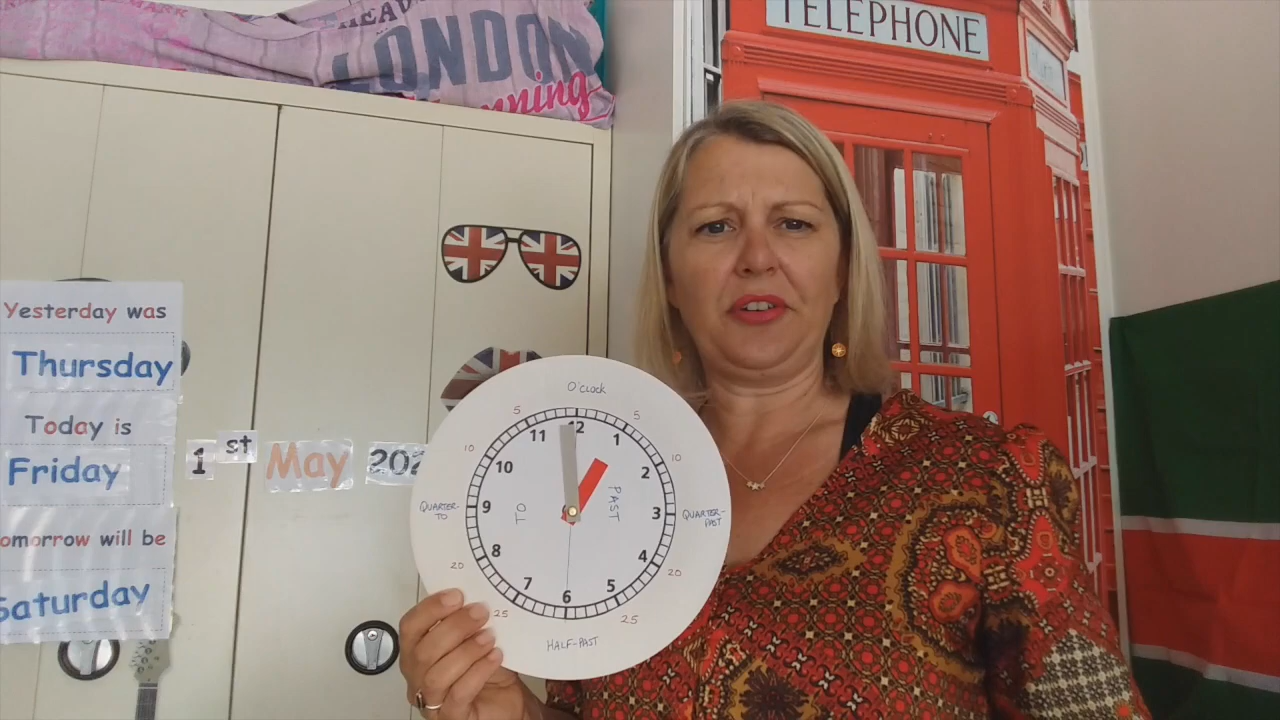 LONDON
TELEPHONE
Yesterday was
Thursday
Today is
Friday
1 st May
omorrow will be
Saturday
O'CLOCK
5 5
10 10
QUARTER-TO
QUARTER-PAST
20 20
25 25
HALF-PAST
12
11 1
10 2
9 3
8 4
7 5
6
TO PAST